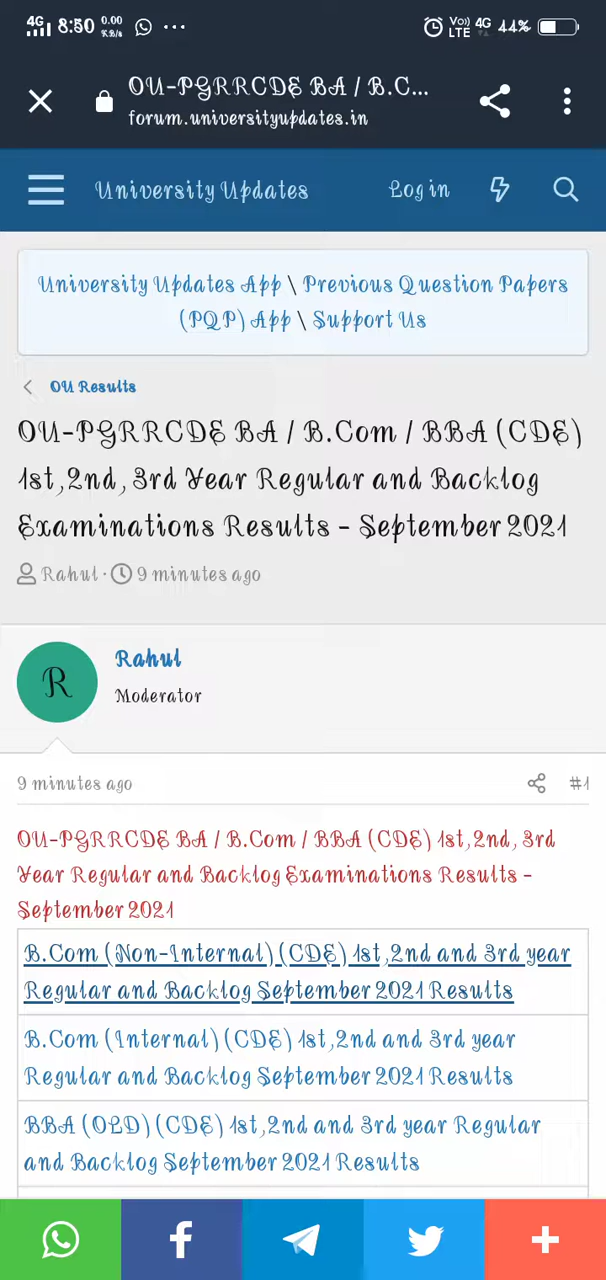 4G 8:50 0.00 KB/s ... Vo) LTE 4G 44%
OU-PGRRCDE BA / B.C...
forum.universityupdates.in
University Updates Log in
University Updates App \ Previous Question Papers
(PQP) App \ Support Us
OU Results
OU-PGRRCDE BA / B.Com / BBA (CDE)
1st,2nd, 3rd Year Regular and Backlog
Examinations Results - September 2021
Rahul · 9 minutes ago
R
Rahul
Moderator
9 minutes ago #1
OU-PGRRCDE BA / B.Com / BBA (CDE) 1st,2nd, 3rd
Year Regular and Backlog Examinations Results -
September 2021
B.Com (Non-Internal) (CDE) 1st,2nd and 3rd year
Regular and Backlog September 2021 Results
B.Com (Internal) (CDE) 1st,2nd and 3rd year
Regular and Backlog September 2021 Results
BBA (OLD) (CDE) 1st,2nd and 3rd year Regular
and Backlog September 2021 Results